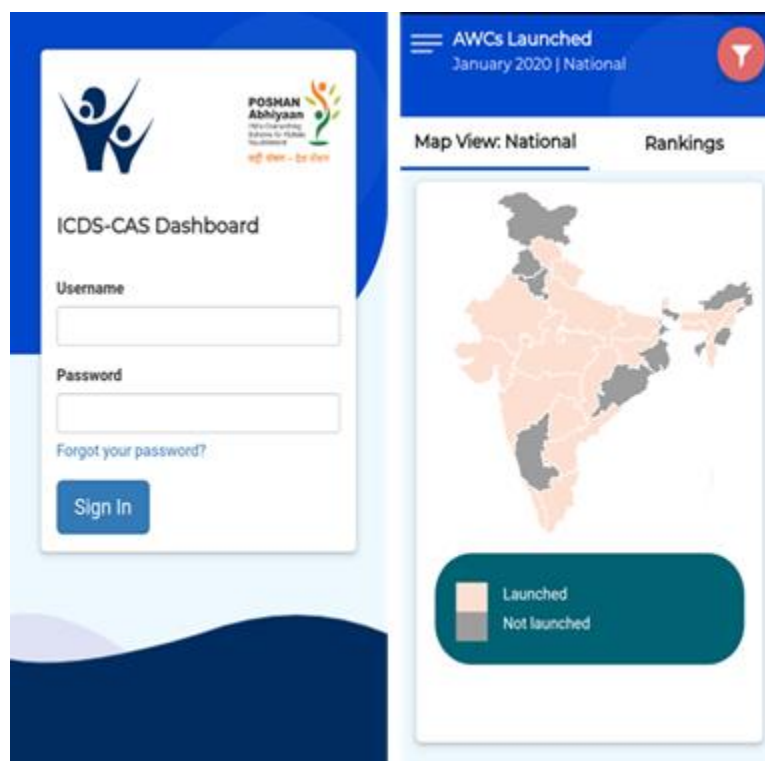 POSHAN
Abhiyaan
ICDS-CAS Dashboard
Username
Password
Forgot your password?
Sign In
AWCs Launched
January 2020 | National
Map View: National
Rankings
Launched
Not launched